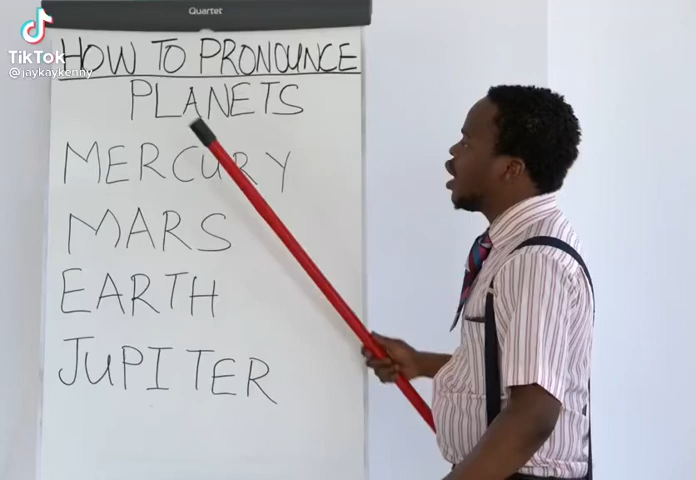 Quartet
TikTok
@jaykaykenny
HOW TO PRONOUNCE
PLANETS
MERCURY
MARS
EARTH
JUPITER